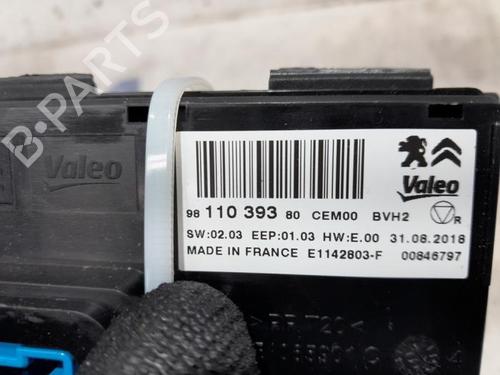 B-PARTS
Valeo
Valeo
98 110 393 80 CEM00 BVH2
R
SW:02.03 EEP:01.03 HW:E.00 31.08.2018
MADE IN FRANCE E1142803-F 00846797